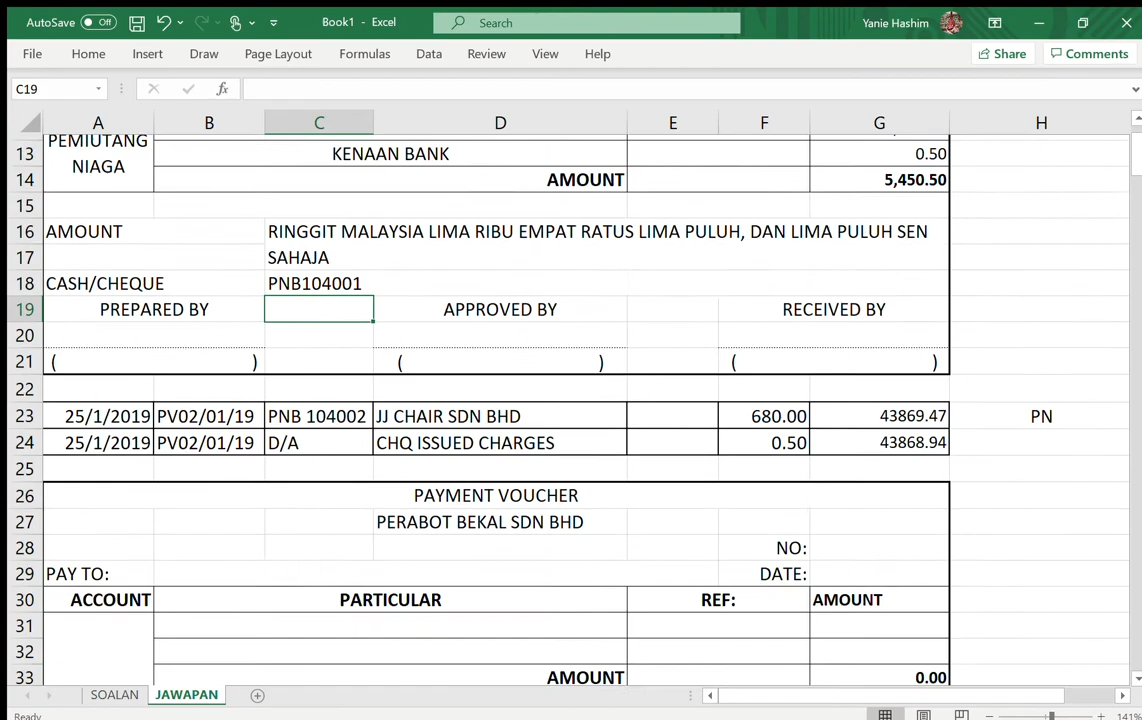 AutoSave Off Book1 - Excel Search Yanie Hashim
File Home Insert Draw Page Layout Formulas Data Review View Help Share Comments
C19 fx
A B C D E F G H
PEMIUTANG
13 KENAAN BANK 0.50
NIAGA
14 AMOUNT 5,450.50
15
16 AMOUNT RINGGIT MALAYSIA LIMA RIBU EMPAT RATUS LIMA PULUH, DAN LIMA PULUH SEN
17 SAHAJA
18 CASH/CHEQUE PNB104001
19 PREPARED BY APPROVED BY RECEIVED BY
20
21 ( ) ( ) ( )
22
23 25/1/2019 PV02/01/19 PNB 104002 JJ CHAIR SDN BHD 680.00 43869.47 PN
24 25/1/2019 PV02/01/19 D/A CHQ ISSUED CHARGES 0.50 43868.94
25
26 PAYMENT VOUCHER
27 PERABOT BEKAL SDN BHD
28 NO:
29 PAY TO: DATE:
30 ACCOUNT PARTICULAR REF: AMOUNT
31
32
33 AMOUNT 0.00
SOALAN JAWAPAN
Ready 141%